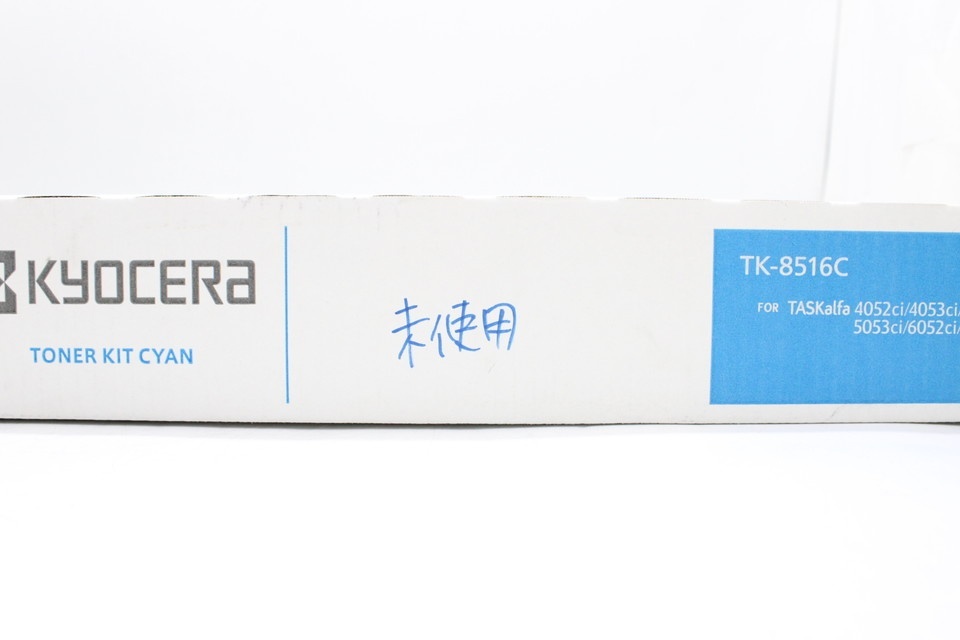 KYOCERA
TONER KIT CYAN
未使用
TK-8516C
FOR TASKalfa 4052ci/4053ci/
5053ci/6052ci/